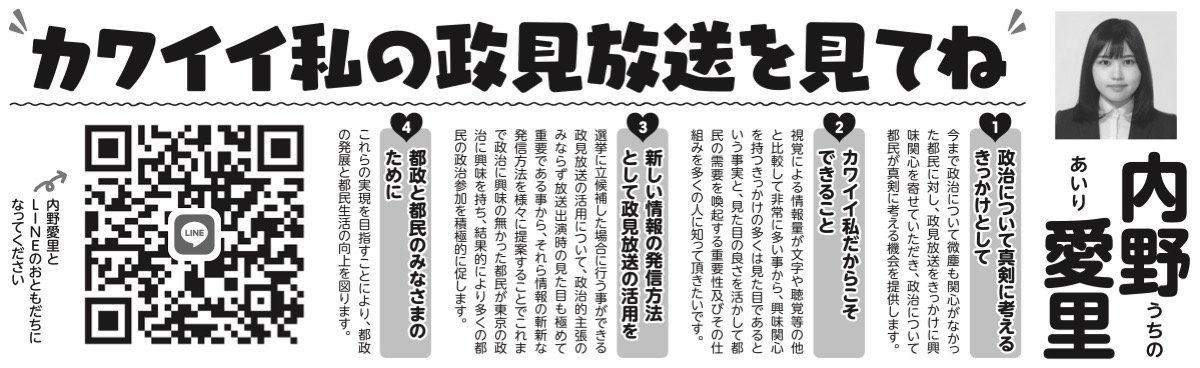 カワイイ私の政見放送を見てね
内野
うちの
愛里
あいり
1
政治について真剣に考える
きっかけとして
今まで政治について微塵も関心がなかっ
た都民に対し、政見放送をきっかけに興
味関心を寄せていただき、政治について
都民が真剣に考える機会を提供します。
2
カワイイ私だからこそ
できること
視覚による情報量が文字や聴覚等の他
と比較して非常に多い事から、興味関心
を持つきっかけの多くは見た目であると
いう事実と、見た目の良さを活かして都
民の需要を喚起する重要性及びその仕
組みを多くの人に知って頂きたいです。
3
新しい情報の発信方法
として政見放送の活用を
選挙に立候補した場合に行う事ができる
政見放送の活用について、政治的主張の
みならず放送出演時の見た目も極めて
重要である事から、それら情報の斬新な
発信方法を様々に提案することでこれま
で政治に興味の無かった都民が東京の政
治に興味を持ち、結果的により多くの都
民の政治参加を積極的に促します。
4
都政と都民のみなさまの
ために
これらの実現を目指すことにより、都政
の発展と都民生活の向上を図ります。
LINE
内野愛里と
LINEのおともだちに
なってください